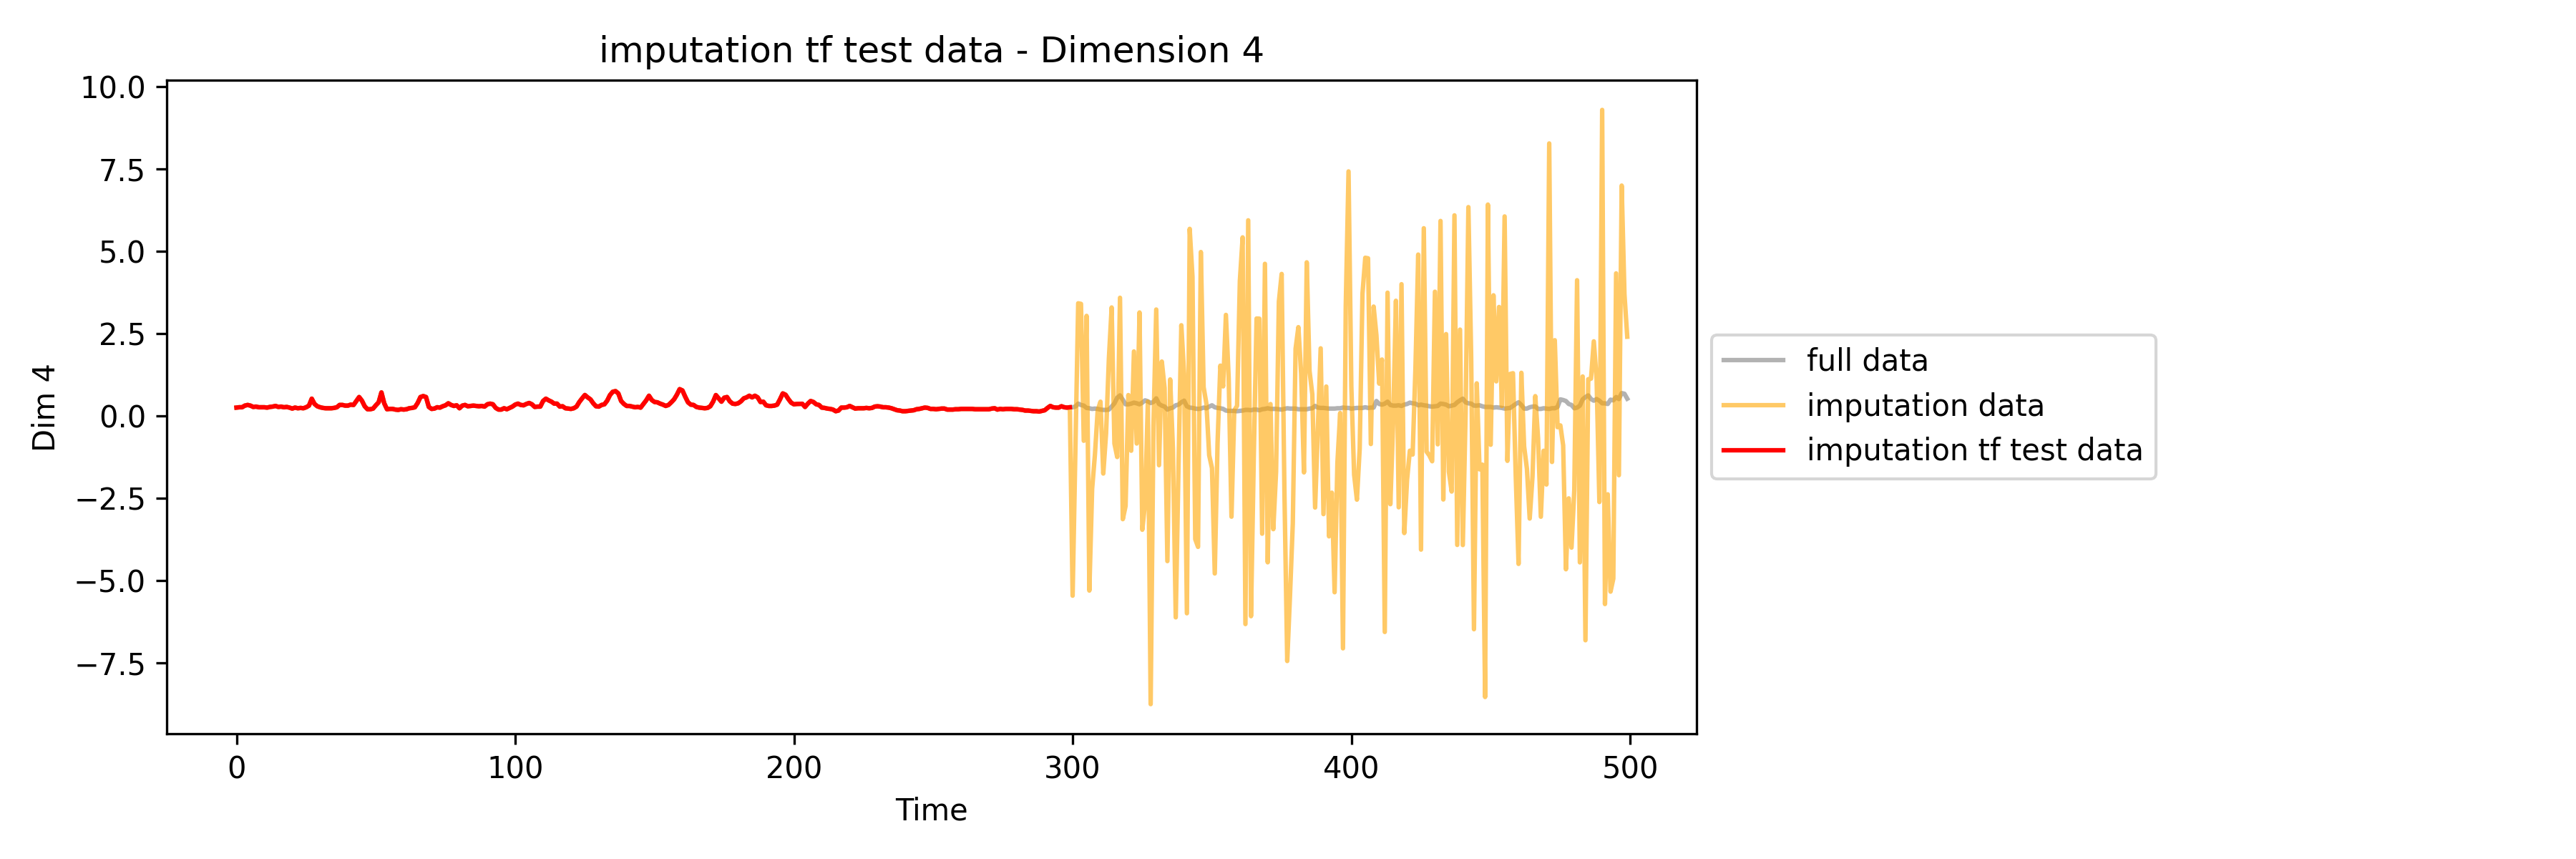 imputation tf test data - Dimension 4
10.0
7.5
5.0
2.5
0.0
−2.5
−5.0
−7.5
Dim 4
0 100 200 300 400 500
Time
full data
imputation data
imputation tf test data